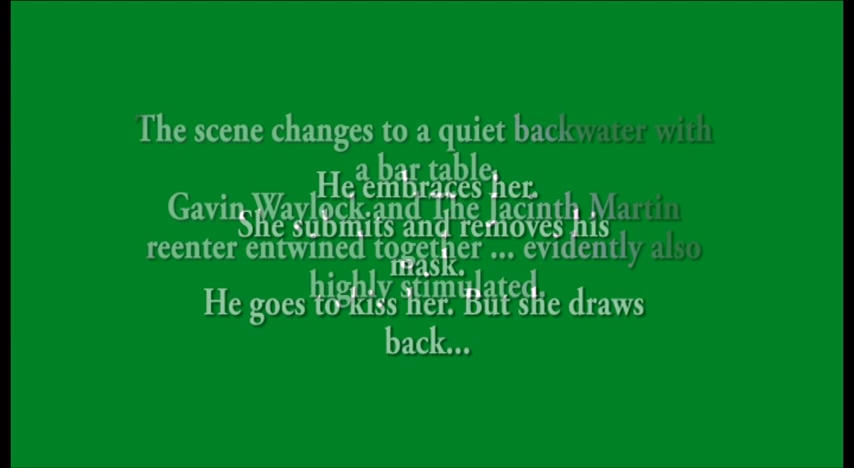 The scene changes to a quiet backwater with
a bar table.
Gavin Waylock and The Jacinth Martin
reenter entwined together ... evidently also
highly stimulated.
He embraces her.
She submits and removes his
mask.
He goes to kiss her. But she draws
back...